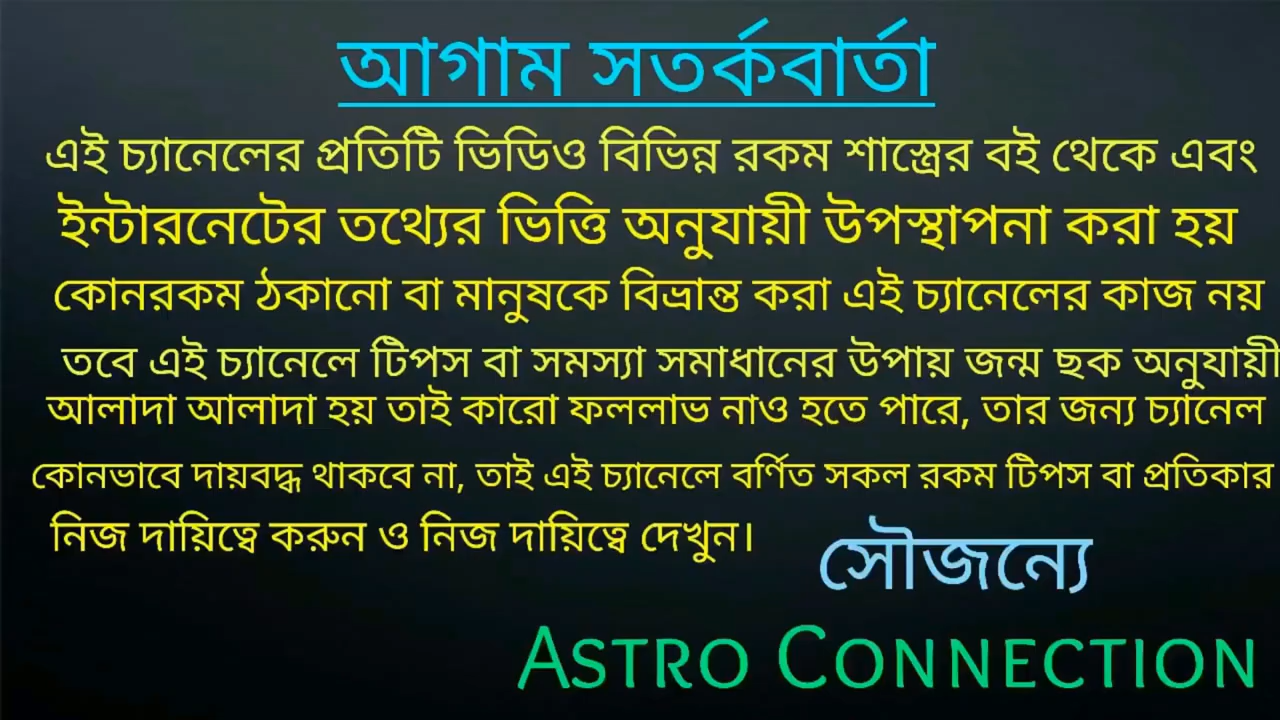 আগাম সতর্কবার্তা
এই চ্যানেলের প্রতিটি ভিডিও বিভিন্ন রকম শাস্ত্রের বই থেকে এবং
ইন্টারনেটের তথ্যের ভিত্তি অনুযায়ী উপস্থাপনা করা হয়
কোনরকম ঠকানো বা মানুষকে বিভ্রান্ত করা এই চ্যানেলের কাজ নয়
তবে এই চ্যানেলে টিপস বা সমস্যা সমাধানের উপায় জন্ম ছক অনুযায়ী
আলাদা আলাদা হয় তাই কারো ফললাভ নাও হতে পারে, তার জন্য চ্যানেল
কোনভাবে দায়বদ্ধ থাকবে না, তাই এই চ্যানেলে বর্ণিত সকল রকম টিপস বা প্রতিকার
নিজ দায়িত্বে করুন ও নিজ দায়িত্বে দেখুন।
সৌজন্যে
ASTRO CONNECTION